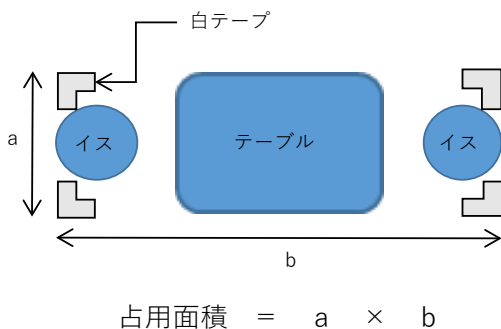 白テープ
a
イス
テーブル
イス
b
占用面積 = a × b